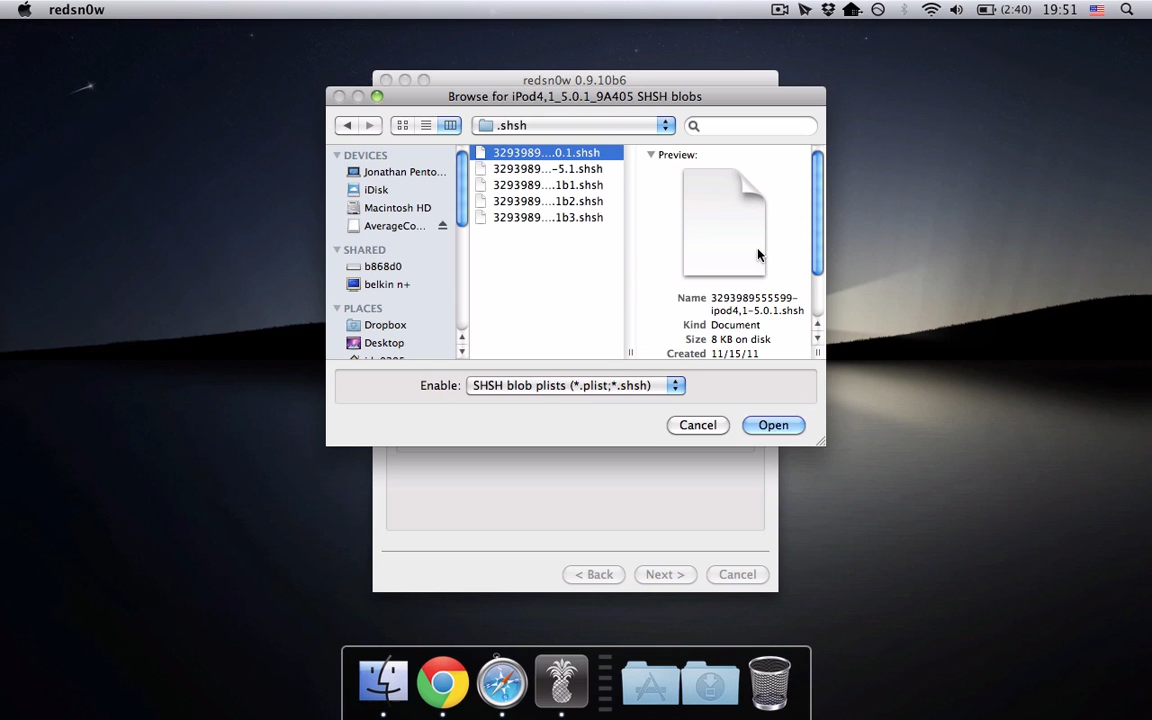 redsn0w
(2:40)
19:51
redsn0w 0.9.10b6
Browse for iPod4,1_5.0.1_9A405 SHSH blobs
.shsh
DEVICES
Jonathan Pento...
iDisk
Macintosh HD
AverageCo...
SHARED
b868d0
belkin n+
PLACES
Dropbox
Desktop
3293989....0.1.shsh
3293989...-5.1.shsh
3293989....1b1.shsh
3293989....1b2.shsh
3293989....1b3.shsh
Preview:
Name 3293989555599-
ipod4,1-5.0.1.shsh
Kind Document
Size 8 KB on disk
Created 11/15/11
Enable: SHSH blob plists (*.plist;*.shsh)
Cancel
Open
< Back
Next >
Cancel